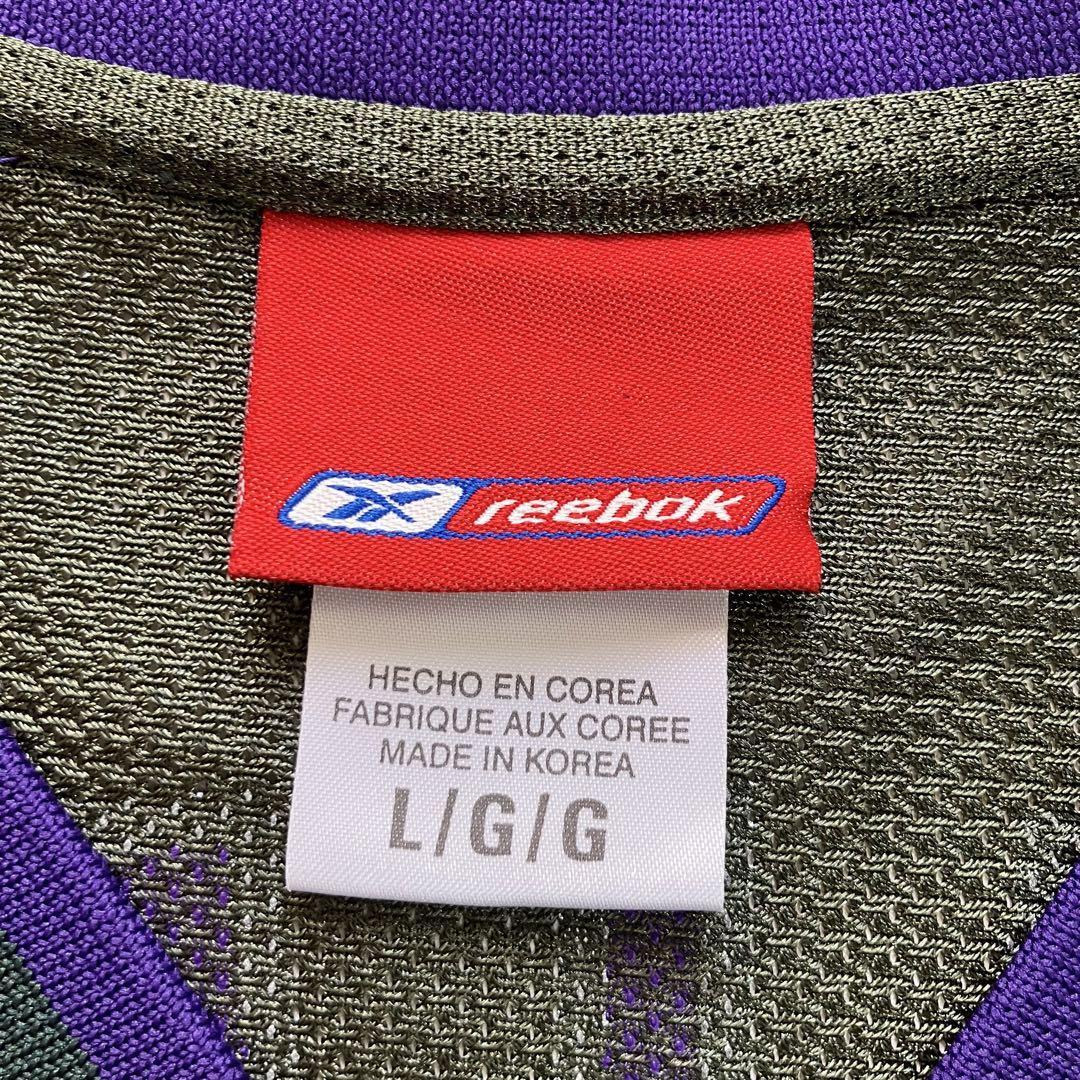 reebok
HECHO EN COREA
FABRIQUE AUX COREE
MADE IN KOREA
L/G/G